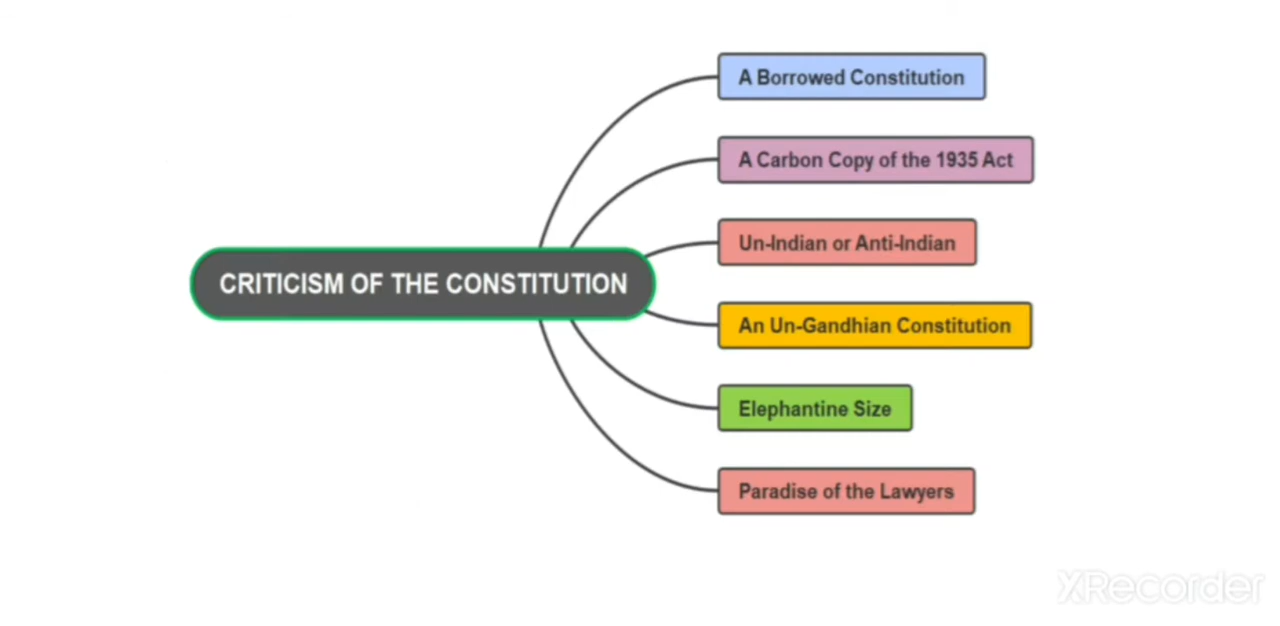 A Borrowed Constitution
A Carbon Copy of the 1935 Act
Un-Indian or Anti-Indian
CRITICISM OF THE CONSTITUTION
An Un-Gandhian Constitution
Elephantine Size
Paradise of the Lawyers
XRecorder